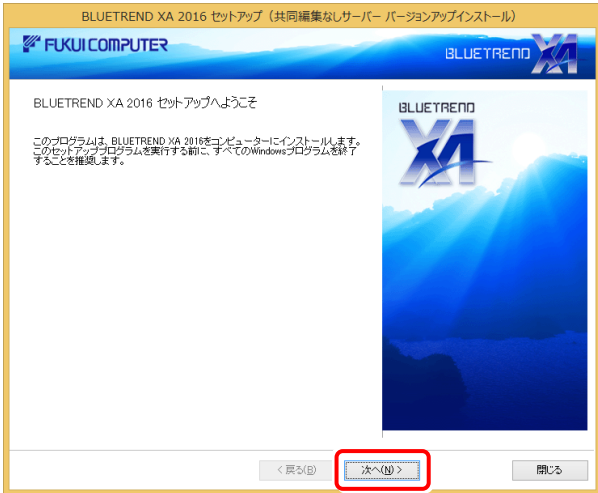 BLUETREND XA 2016 セットアップ（共同編集なしサーバー バージョンアップインストール）
FUKUI COMPUTER
BLUETREND XA
BLUETREND XA 2016 セットアップへようこそ
BLUETREND
XA
このプログラムは、BLUETREND XA 2016をコンピューターにインストールします。
このセットアッププログラムを実行する前に、すべてのWindowsプログラムを終了
することを推奨します。
< 戻る(B)
次へ(N) >
閉じる